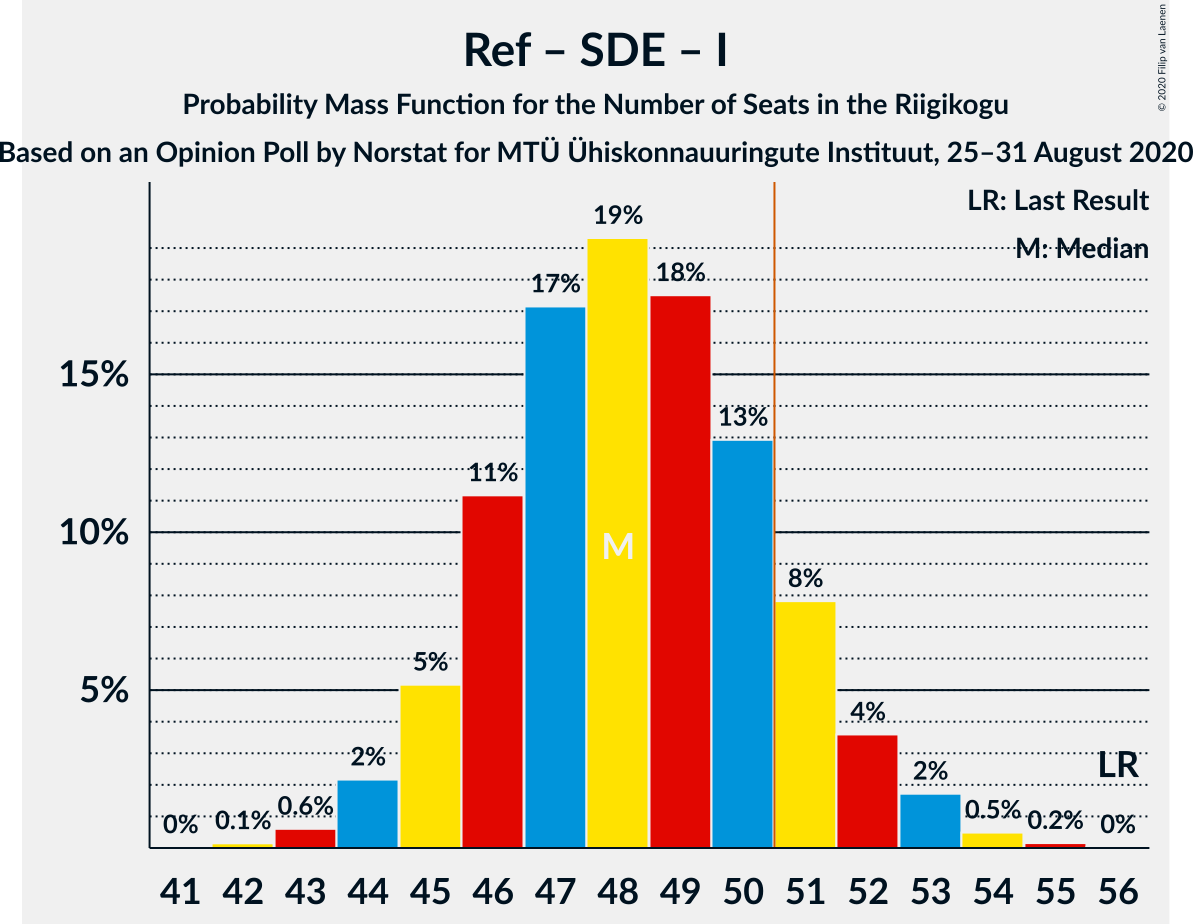 Ref – SDE – I
Probability Mass Function for the Number of Seats in the Riigikogu
Based on an Opinion Poll by Norstat for MTÜ Ühiskonnauuringute Instituut, 25–31 August 2020
© 2020 Filip van Laenen
LR: Last Result
M: Median
15%
10%
5%
0%
0.1%
0.6%
2%
5%
11%
17%
19%
18%
13%
8%
4%
2%
0.5%
0.2%
0%
M
LR
41 42 43 44 45 46 47 48 49 50 51 52 53 54 55 56